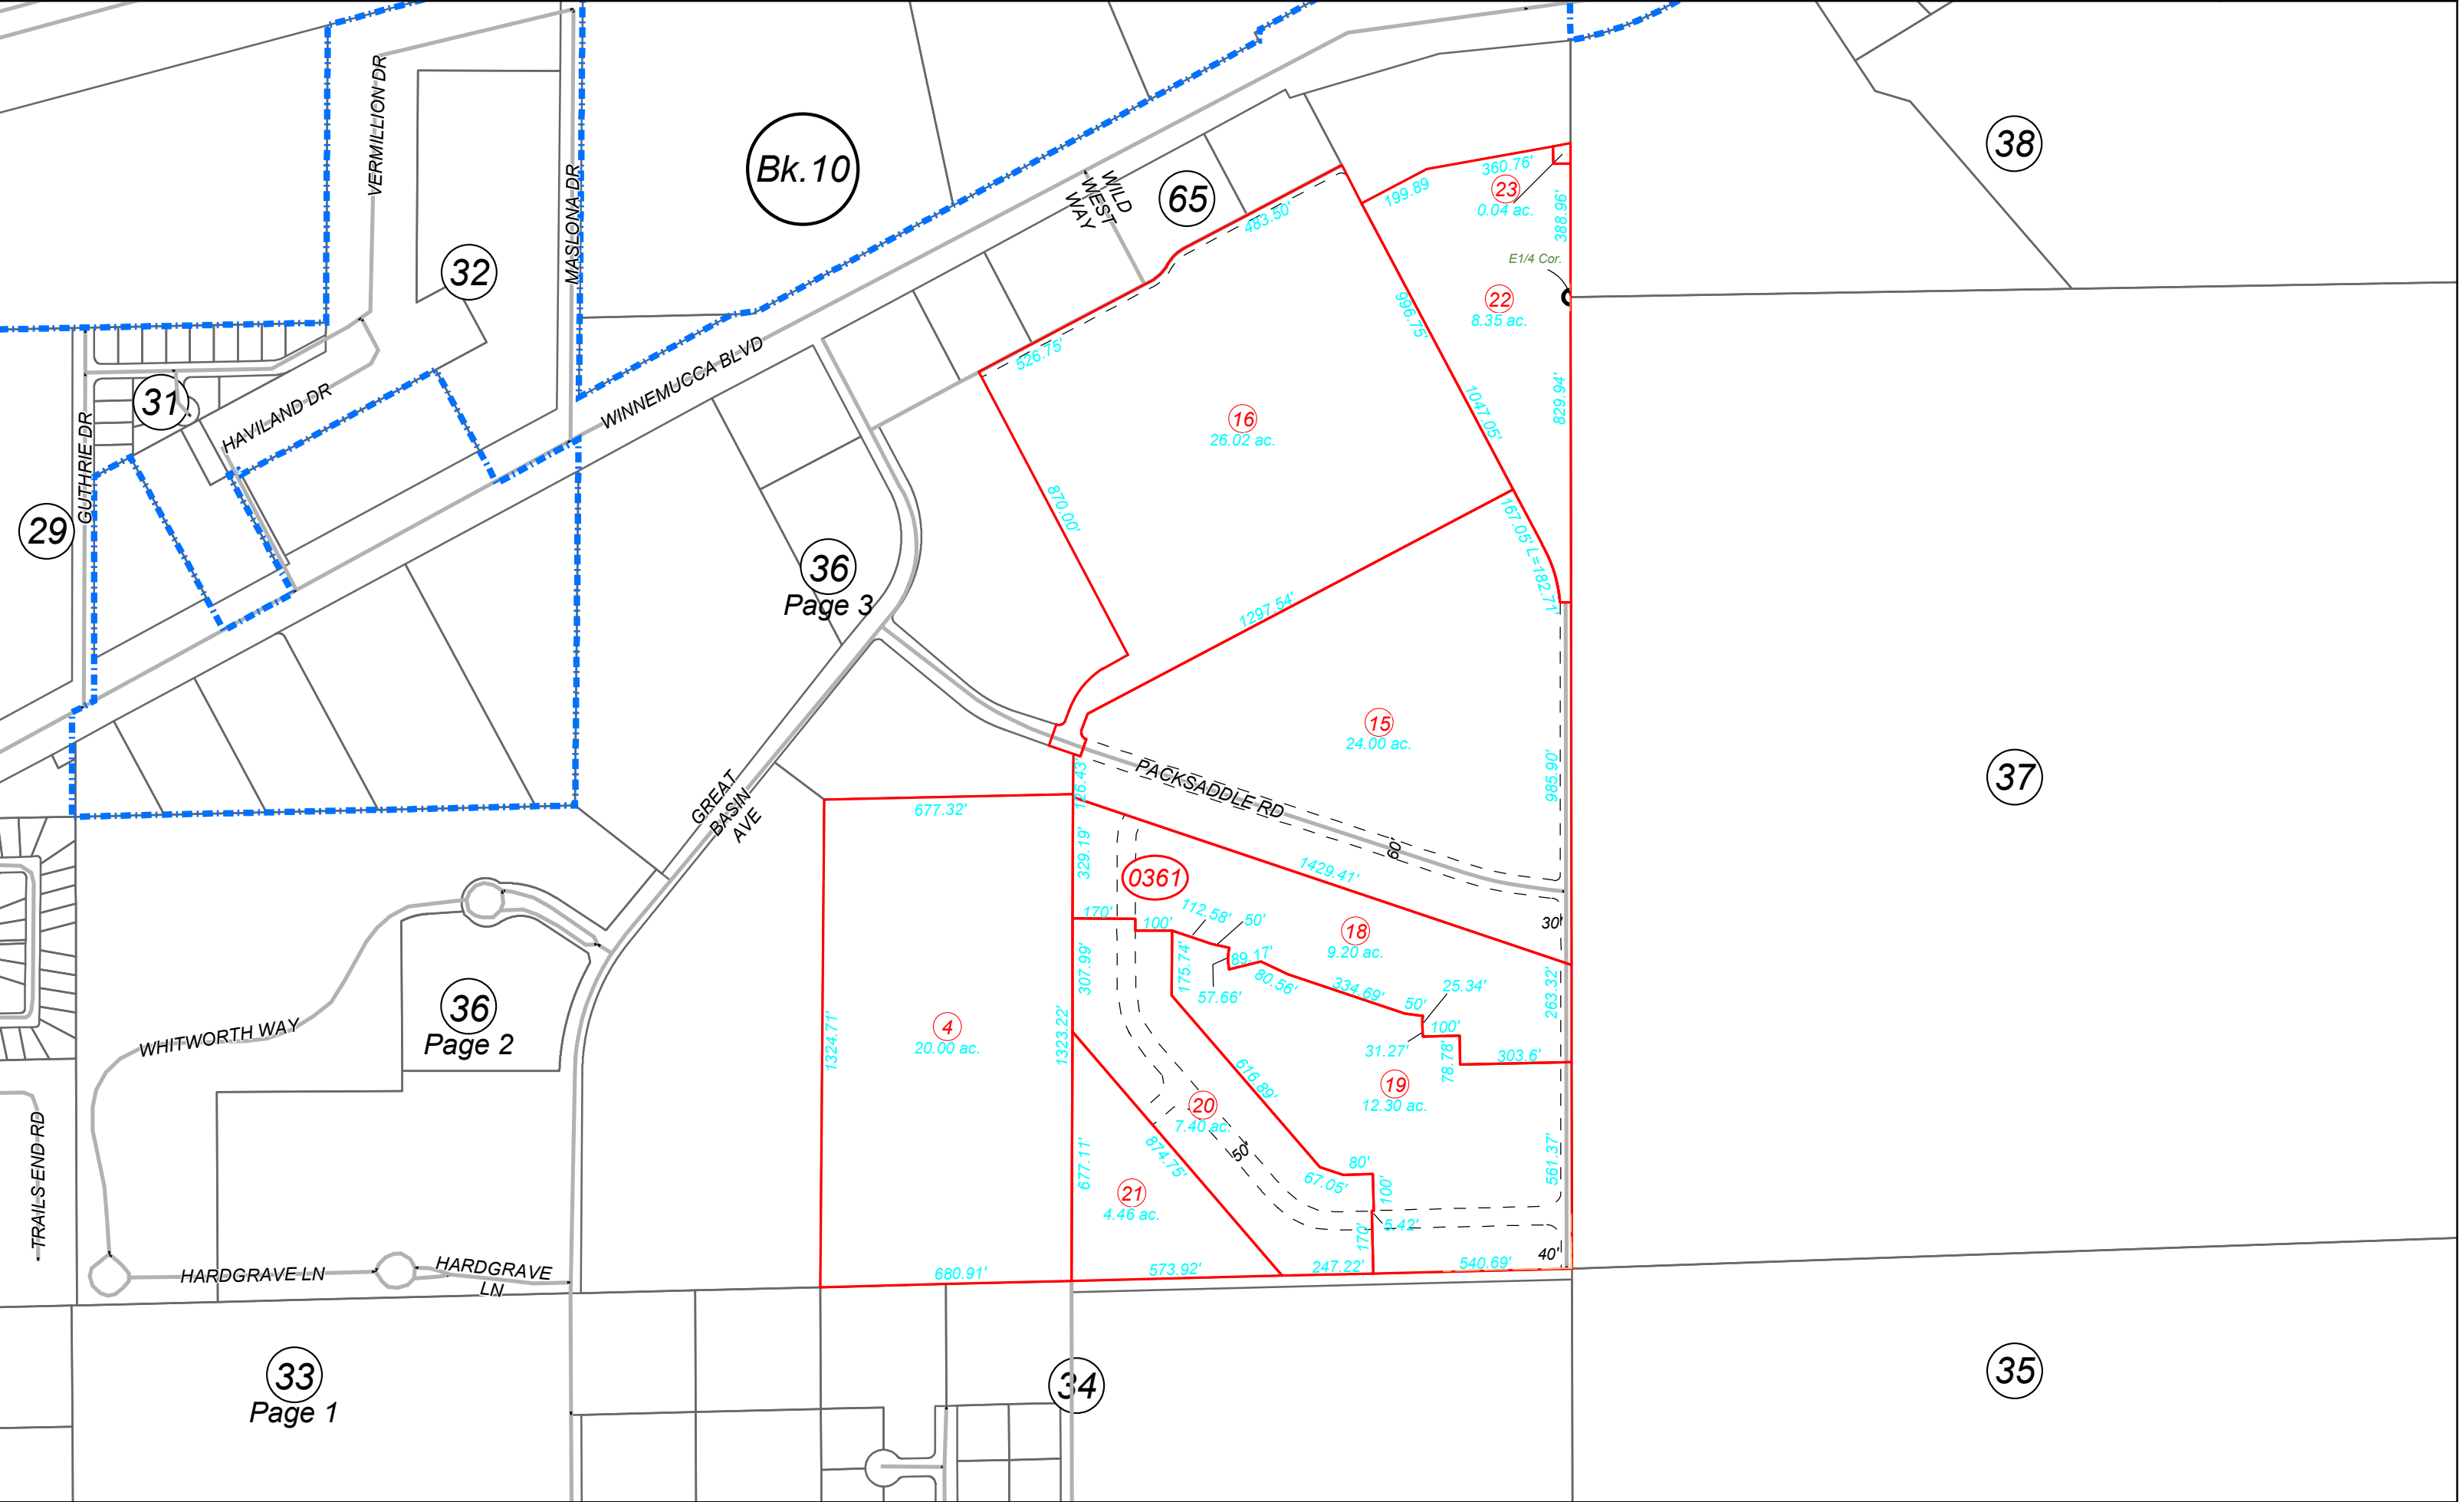 VERMILLION DR
MASLONA DR
Bk.10
WILD
WEST
WAY
65
38
360.76'
199.89
23
0.04 ac.
388.96'
483.50'
E1/4 Cor.
32
22
8.35 ac.
996.75'
526.75'
WINNEMUCCA BLVD
31
HAVILAND DR
GUTHRIE DR
29
16
26.02 ac.
1047.05'
829.94'
870.00'
167.05'
L=182.71'
36
Page 3
1297.54'
15
24.00 ac.
985.90'
37
PACKSADDLE RD
60'
GREAT
BASIN
AVE
677.32'
126.43'
329.19'
0361
1429.41'
170'
100'
112.58'
50'
18
9.20 ac.
30'
307.99'
175.74'
89.17'
57.66'
80.56'
334.69'
50'
25.34'
263.32'
100'
31.27'
78.78'
303.6'
36
Page 2
WHITWORTH WAY
4
20.00 ac.
1324.71'
1323.22'
616.89'
19
12.30 ac.
20
7.40 ac.
50'
874.75'
677.11'
561.37'
80'
67.05'
100'
5.42'
170'
21
4.46 ac.
TRAILS END RD
HARDGRAVE LN
HARDGRAVE
LN
680.91'
573.92'
247.22'
540.69'
40'
33
Page 1
34
35